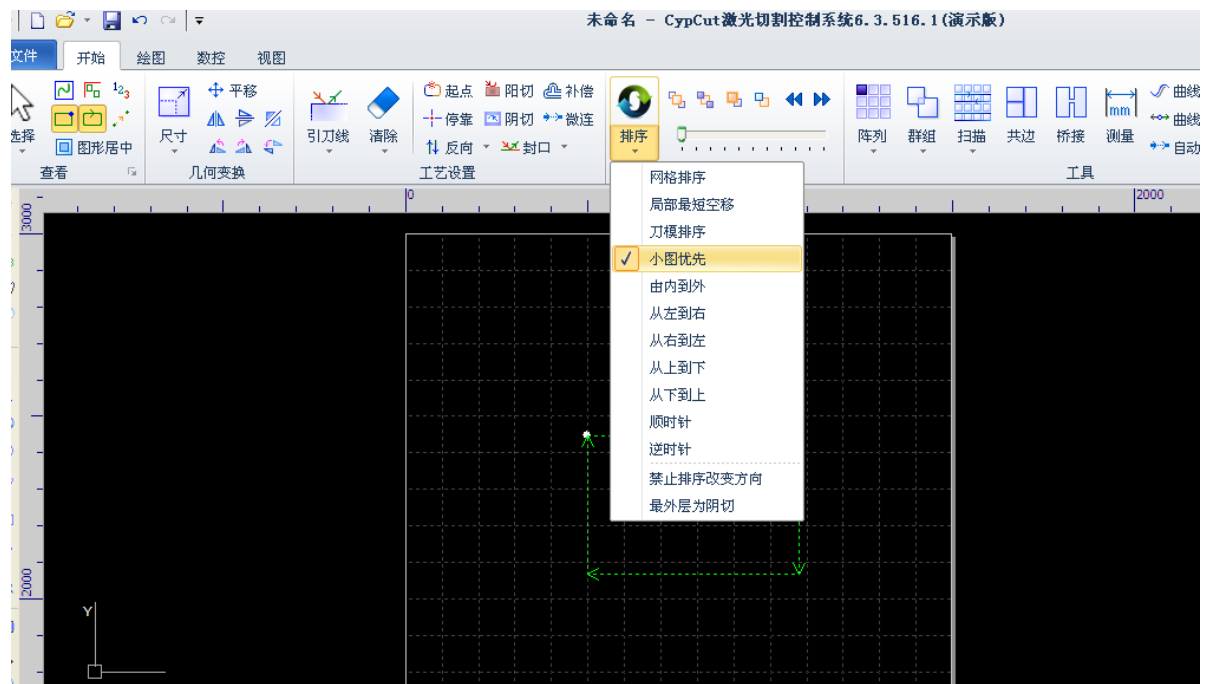 未命名 - CypCut激光切割控制系统6.3.516.1(演示版)
文件 开始 绘图 数控 视图
平移 起点 阳切 补偿 曲线
停靠 阴切 微连 曲线
选择 图形居中 尺寸 引刀线 清除 反向 封口 排序 阵列 群组 扫描 共边 桥接 测量 自动
mm
查看 几何变换 工艺设置 工具
网格排序
局部最短空移
刀模排序
小图优先
由内到外
从左到右
从右到左
从上到下
从下到上
顺时针
逆时针
禁止排序改变方向
最外层为阴切
0 2000
3000
2000
Y